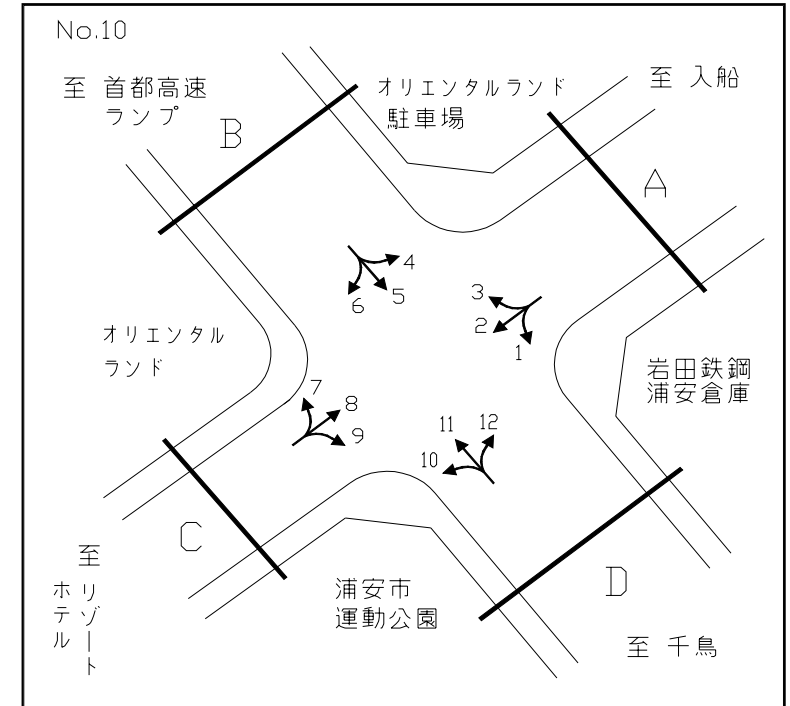 No.10
至 首都高速
ランプ
オリエンタルランド
駐車場
至 入船
B
A
4
5
6
3
2
1
オリエンタル
ランド
岩田鉄鋼
浦安倉庫
7
8
9
11
12
10
C
D
至
リゾート
ホテル
浦安市
運動公園
至 千鳥